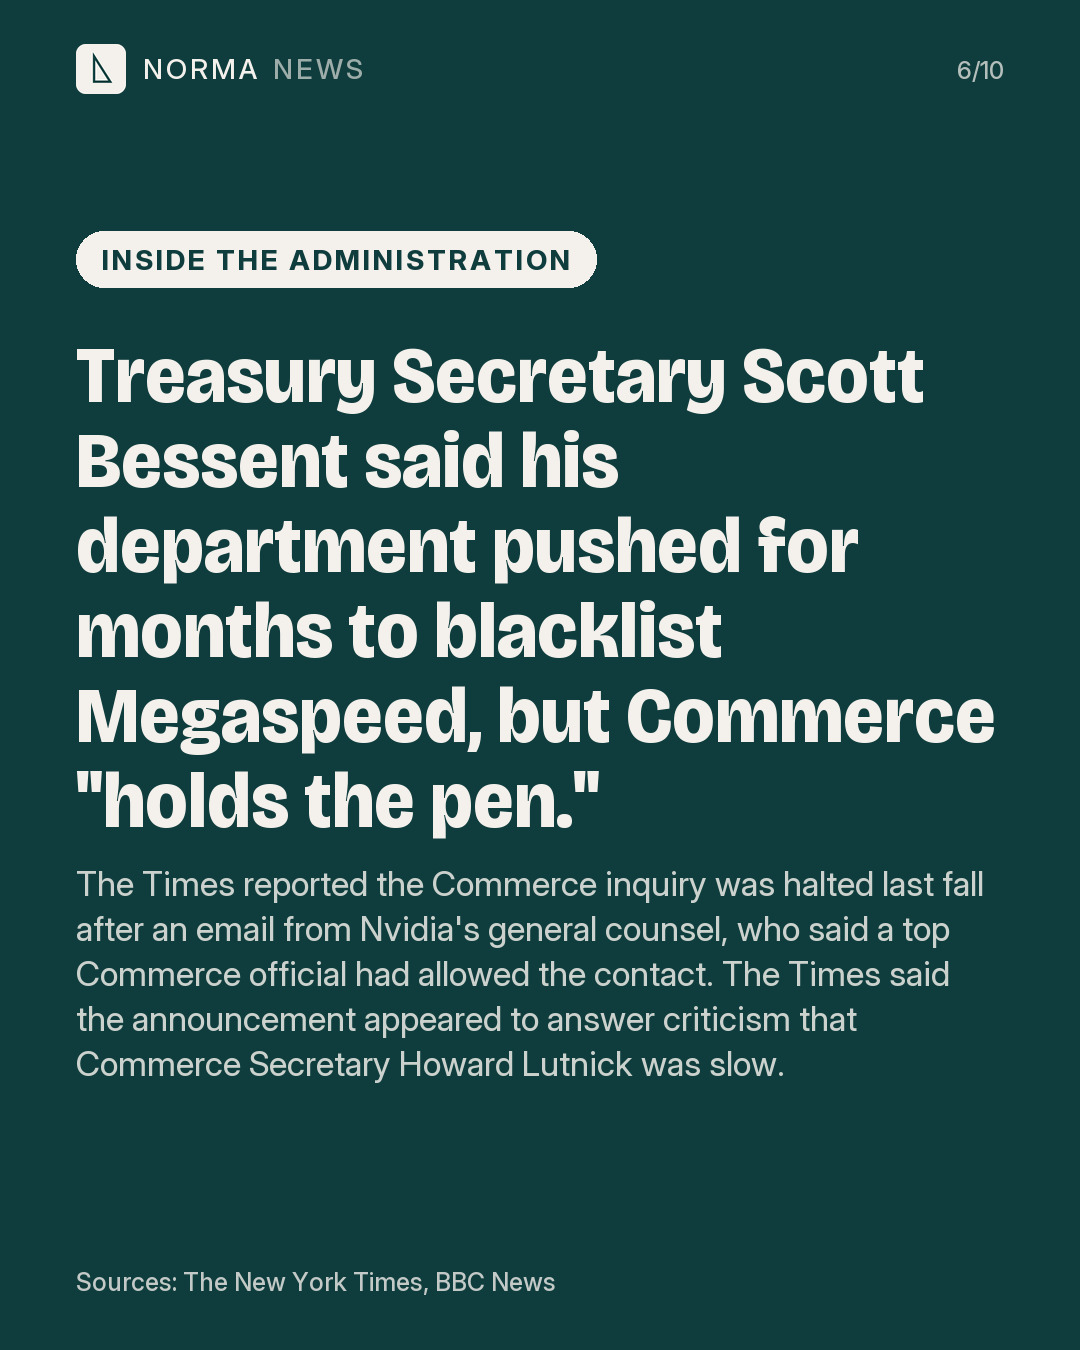 NORMA NEWS
6/10
INSIDE THE ADMINISTRATION
Treasury Secretary Scott
Bessent said his
department pushed for
months to blacklist
Megaspeed, but Commerce
"holds the pen."
The Times reported the Commerce inquiry was halted last fall
after an email from Nvidia's general counsel, who said a top
Commerce official had allowed the contact. The Times said
the announcement appeared to answer criticism that
Commerce Secretary Howard Lutnick was slow.
Sources: The New York Times, BBC News